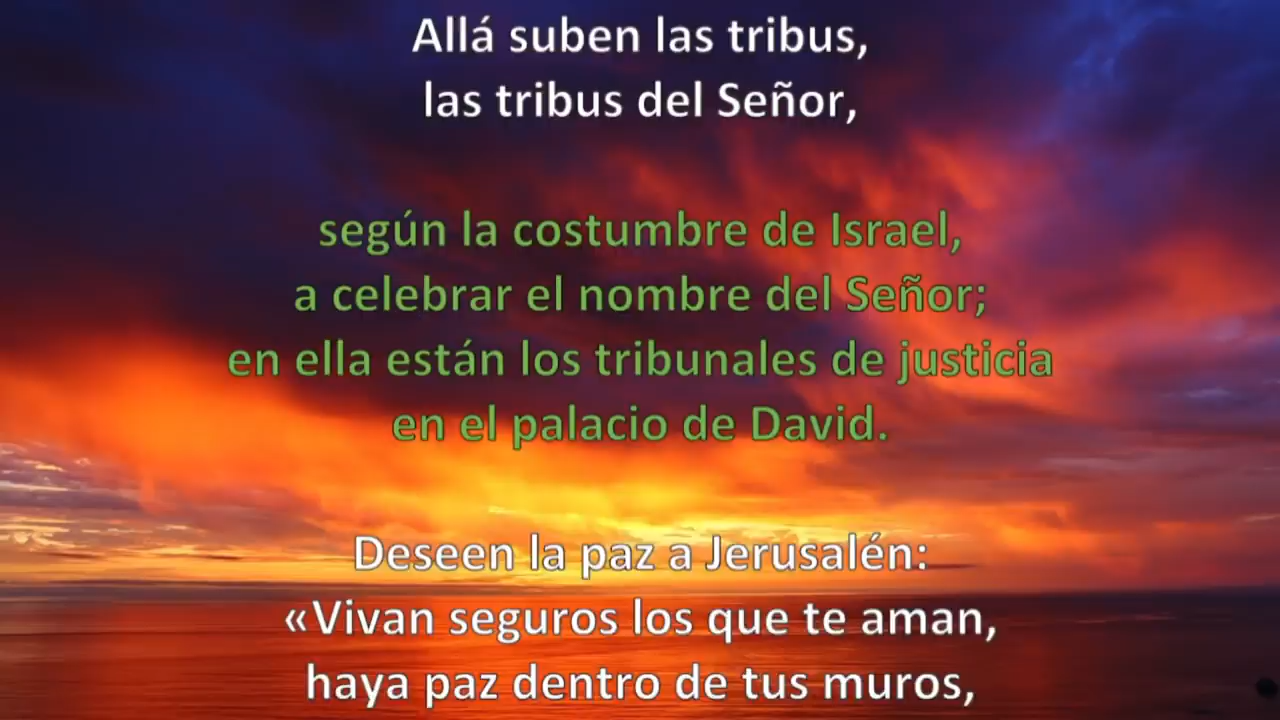 Allá suben las tribus,
las tribus del Señor,
según la costumbre de Israel,
a celebrar el nombre del Señor;
en ella están los tribunales de justicia
en el palacio de David.
Deseen la paz a Jerusalén:
«Vivan seguros los que te aman,
haya paz dentro de tus muros,